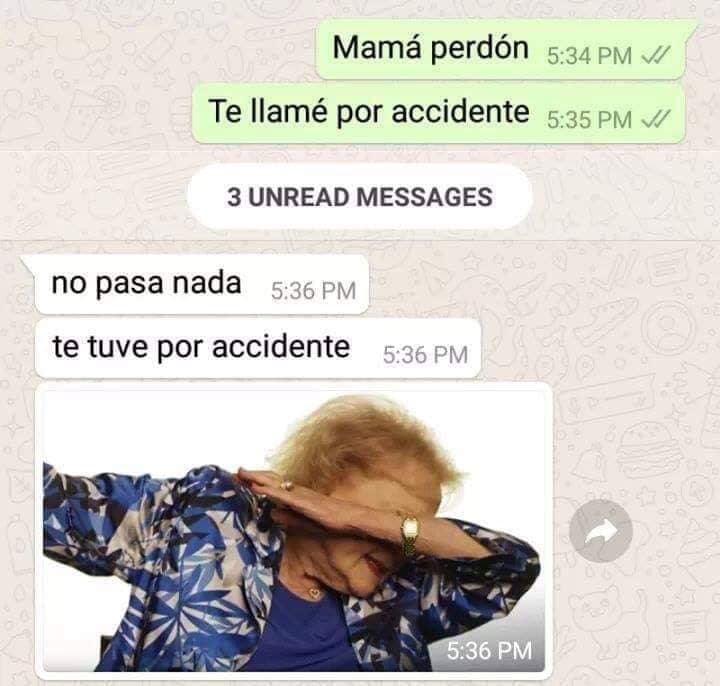 Mamá perdón 5:34 PM
Te llamé por accidente 5:35 PM
3 UNREAD MESSAGES
no pasa nada 5:36 PM
te tuve por accidente 5:36 PM
5:36 PM